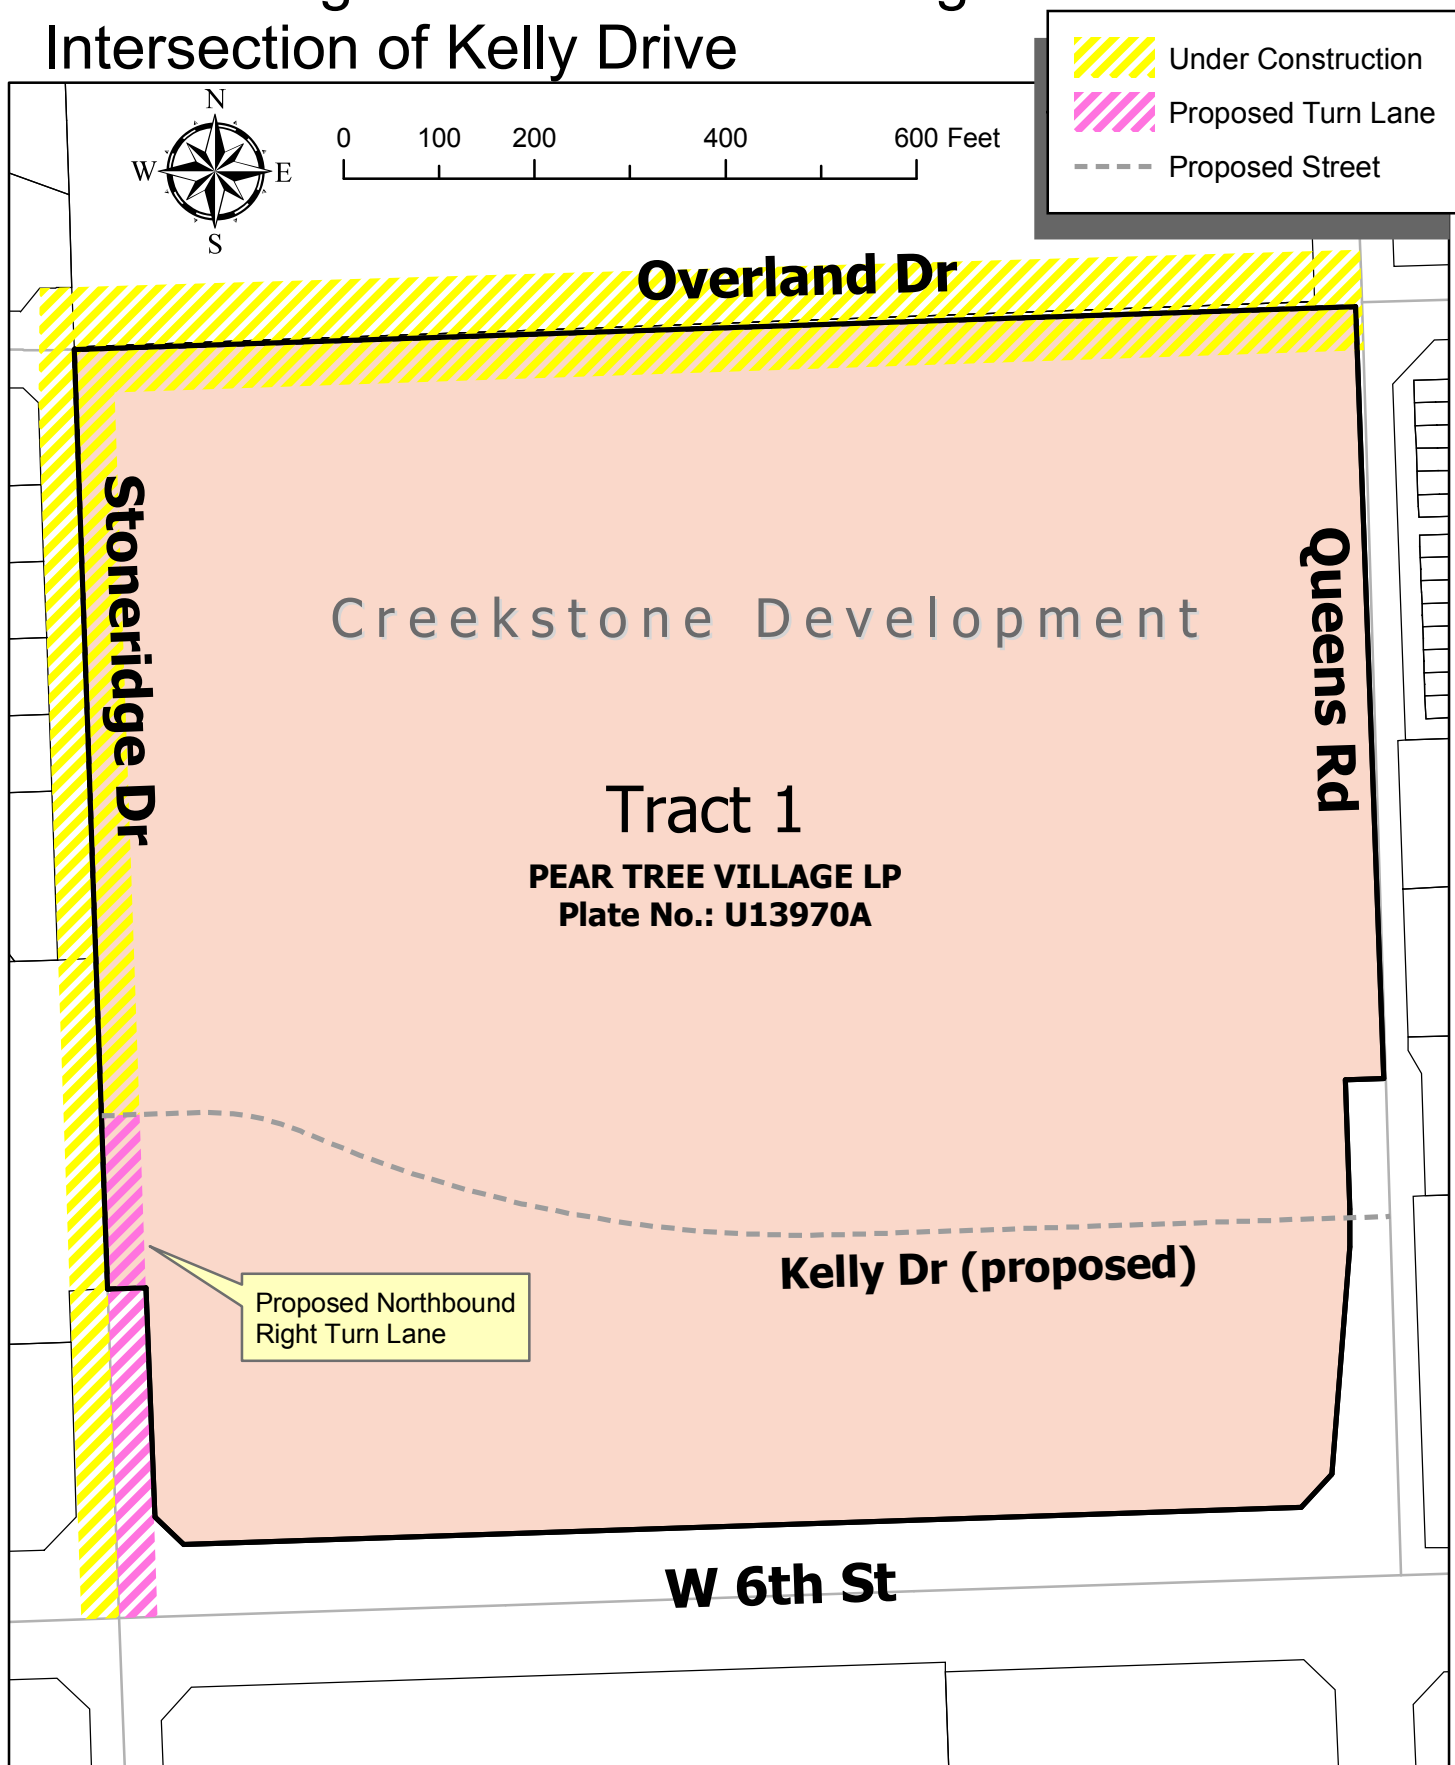 Intersection of Kelly Drive
Under Construction
Proposed Turn Lane
Proposed Street
N
W
E
S
0 100 200 400 600 Feet
Overland Dr
Stoneridge Dr
Queens Rd
Creekstone Development
Tract 1
PEAR TREE VILLAGE LP
Plate No.: U13970A
Kelly Dr (proposed)
Proposed Northbound
Right Turn Lane
W 6th St